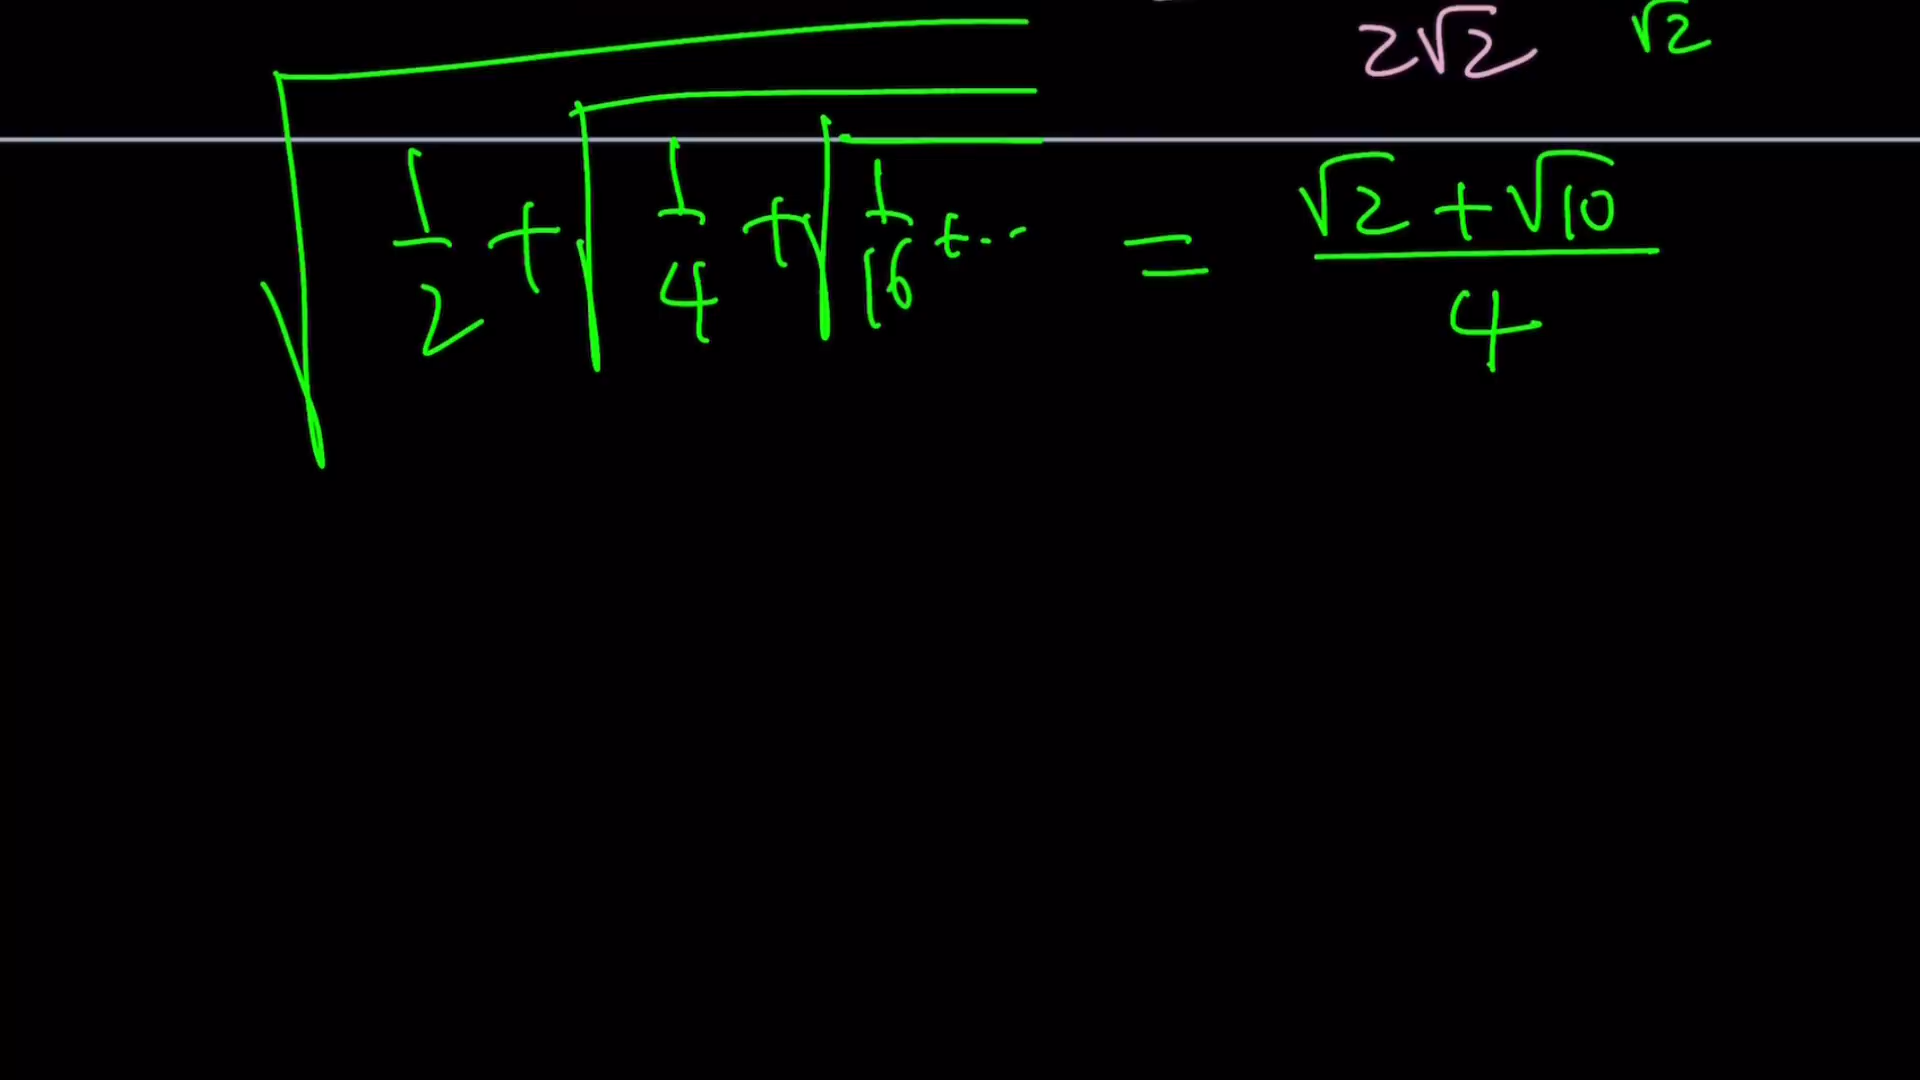 2√2 √2
√(1/2 + √(1/4 + √(1/16 + ... = (√2 + √10)/4